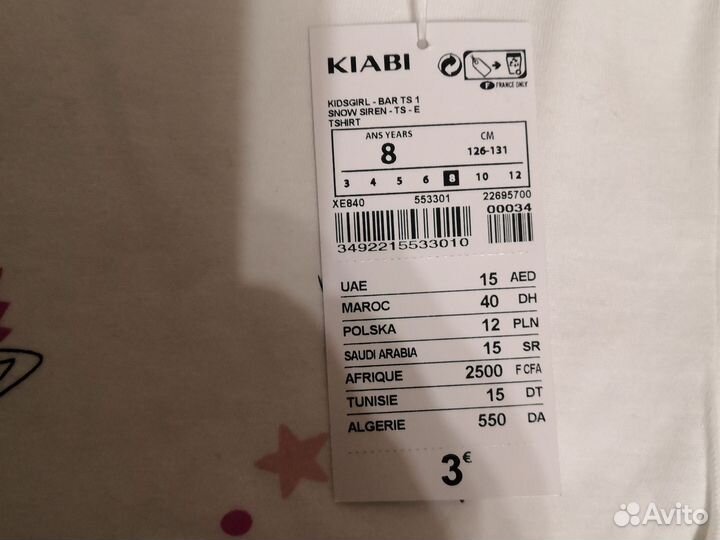 KIABI
F FRANCE ONLY
KIDSGIRL - BAR TS 1
SNOW SIREN - TS - E
TSHIRT
ANS YEARS CM
8 126-131
3 4 5 6 8 10 12
XE840 553301 22695700
00034
3492215533010
UAE 15 AED
MAROC 40 DH
POLSKA 12 PLN
SAUDI ARABIA 15 SR
AFRIQUE 2500 F CFA
TUNISIE 15 DT
ALGERIE 550 DA
3€
Avito